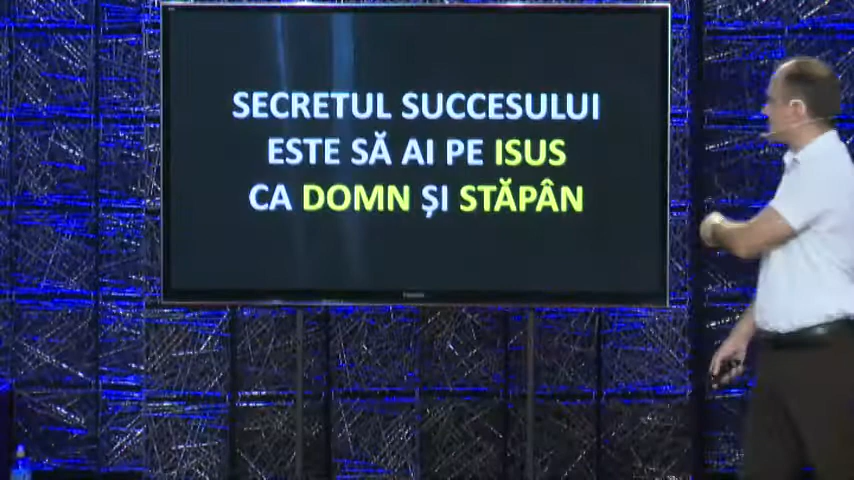 SECRETUL SUCCESULUI
ESTE SĂ AI PE ISUS
CA DOMN ȘI STĂPÂN